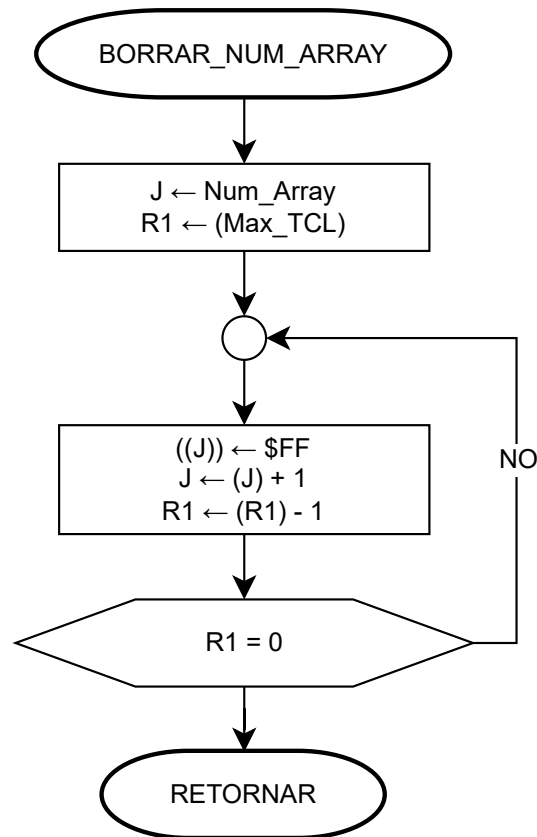 BORRAR_NUM_ARRAY
J ← Num_Array
R1 ← (Max_TCL)
((J)) ← $FF
J ← (J) + 1
R1 ← (R1) - 1
NO
R1 = 0
RETORNAR